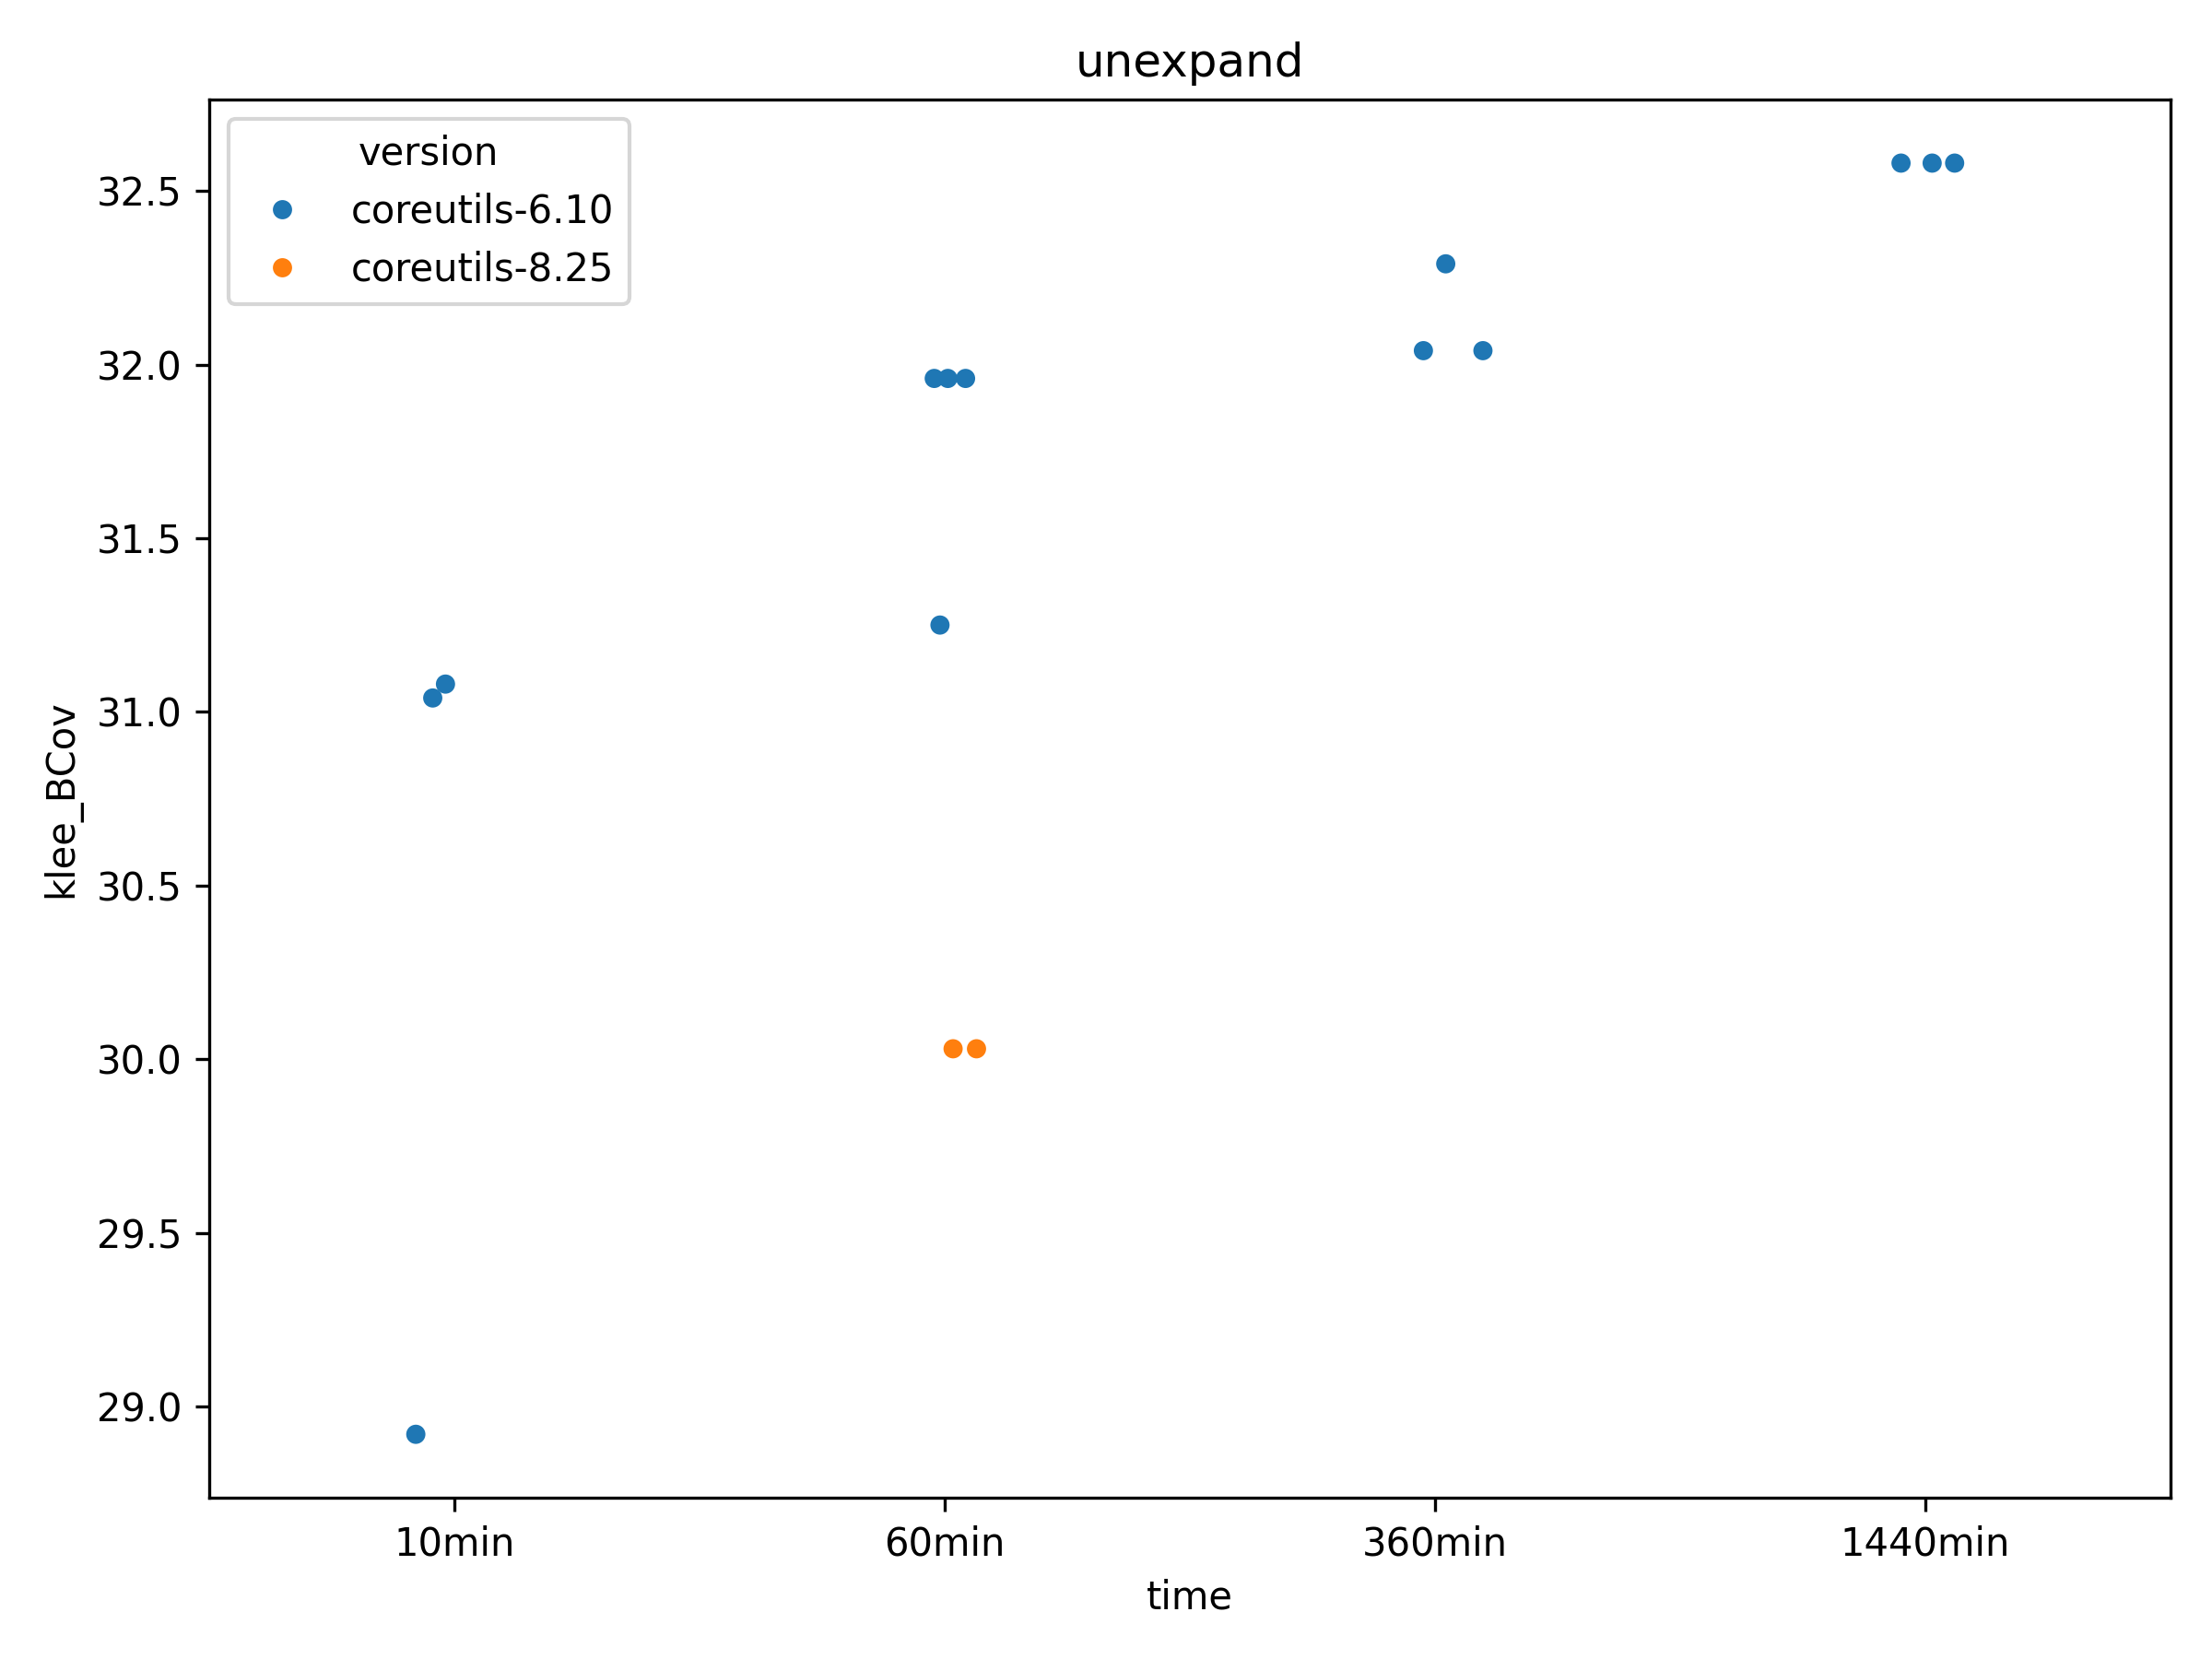 unexpand
version
coreutils-6.10
coreutils-8.25
32.5
32.0
31.5
31.0
30.5
30.0
29.5
29.0
klee_BCov
10min 60min 360min 1440min
time